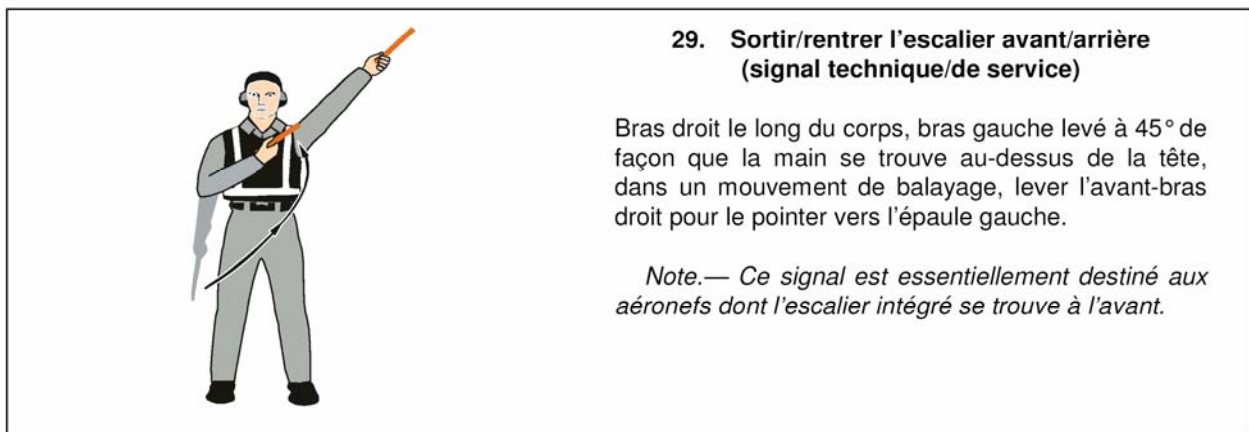 29. Sortir/rentrer l'escalier avant/arrière
(signal technique/de service)
Bras droit le long du corps, bras gauche levé à 45° de
façon que la main se trouve au-dessus de la tête,
dans un mouvement de balayage, lever l'avant-bras
droit pour le pointer vers l'épaule gauche.
Note.— Ce signal est essentiellement destiné aux
aéronefs dont l'escalier intégré se trouve à l'avant.